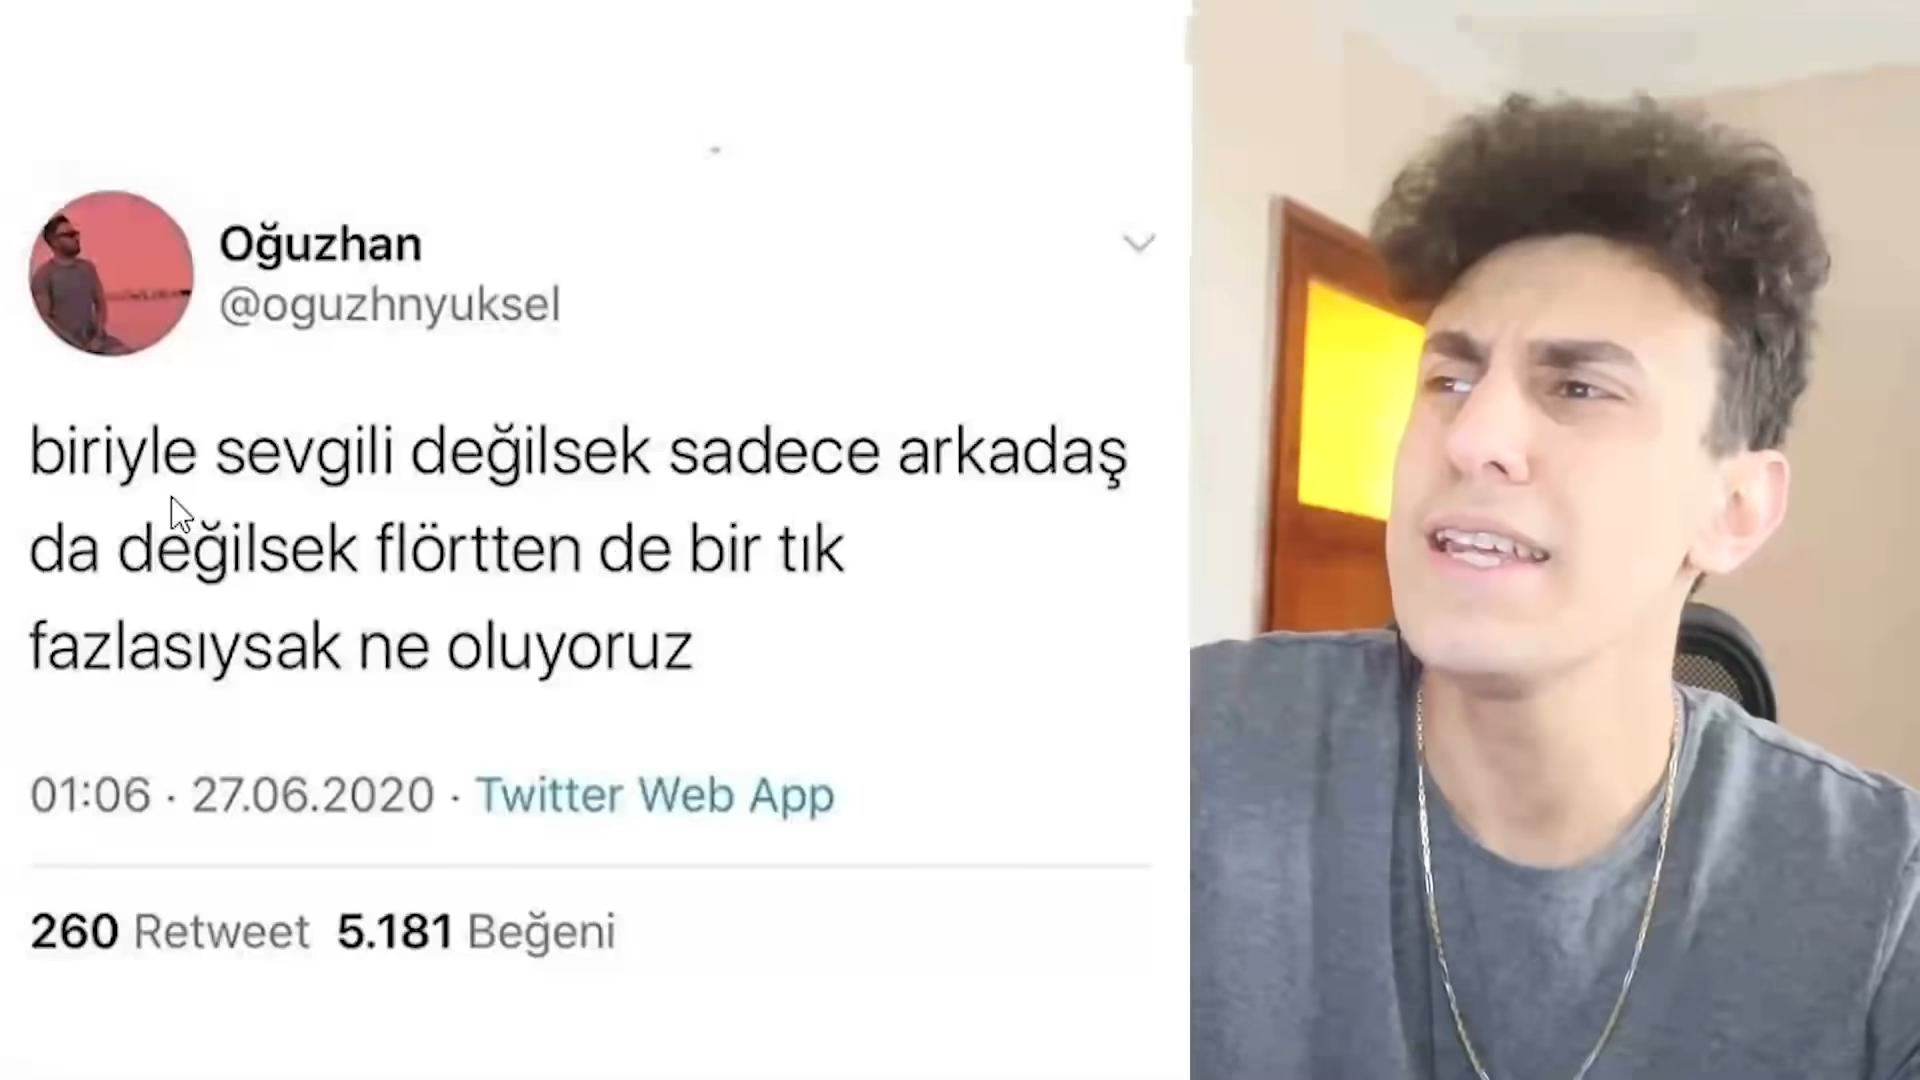 Oğuzhan
@oguzhnyuksel
biriyle sevgili değilsek sadece arkadaş
da değilsek flörtten de bir tık
fazlasıysak ne oluyoruz
01:06 · 27.06.2020 · Twitter Web App
260 Retweet 5.181 Beğeni